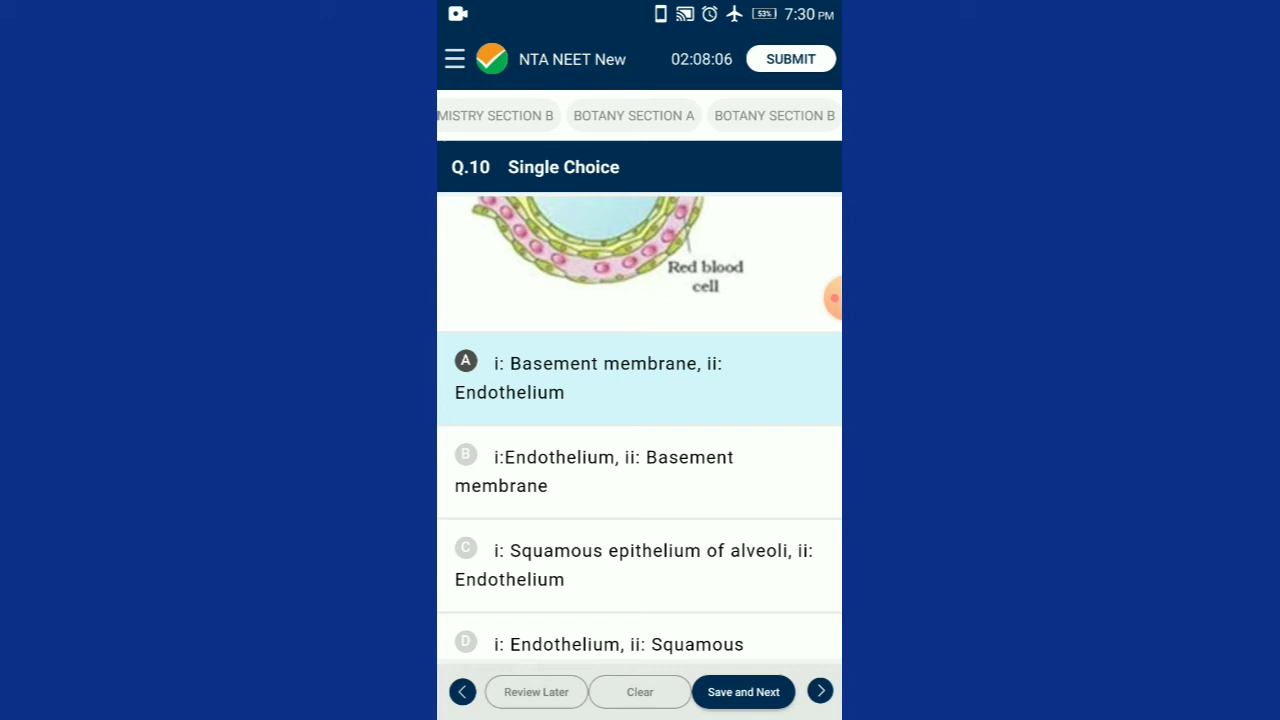 53% 7:30 PM
NTA NEET New 02:08:06 SUBMIT
MISTRY SECTION B BOTANY SECTION A BOTANY SECTION B
Q.10 Single Choice
Red blood
cell
A i: Basement membrane, ii:
Endothelium
B i:Endothelium, ii: Basement
membrane
C i: Squamous epithelium of alveoli, ii:
Endothelium
D i: Endothelium, ii: Squamous
Review Later Clear Save and Next